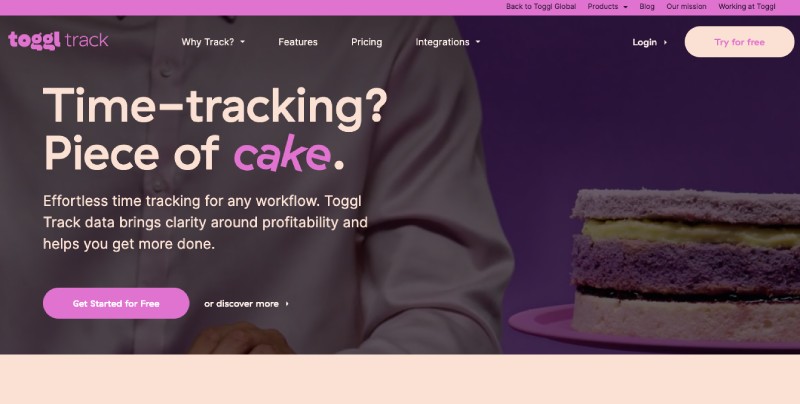 Back to Toggl Global Products Blog Our mission Working at Toggl
toggl track Why Track? Features Pricing Integrations Login Try for free
Time-tracking?
Piece of cake.
Effortless time tracking for any workflow. Toggl
Track data brings clarity around profitability and
helps you get more done.
Get Started for Free or discover more